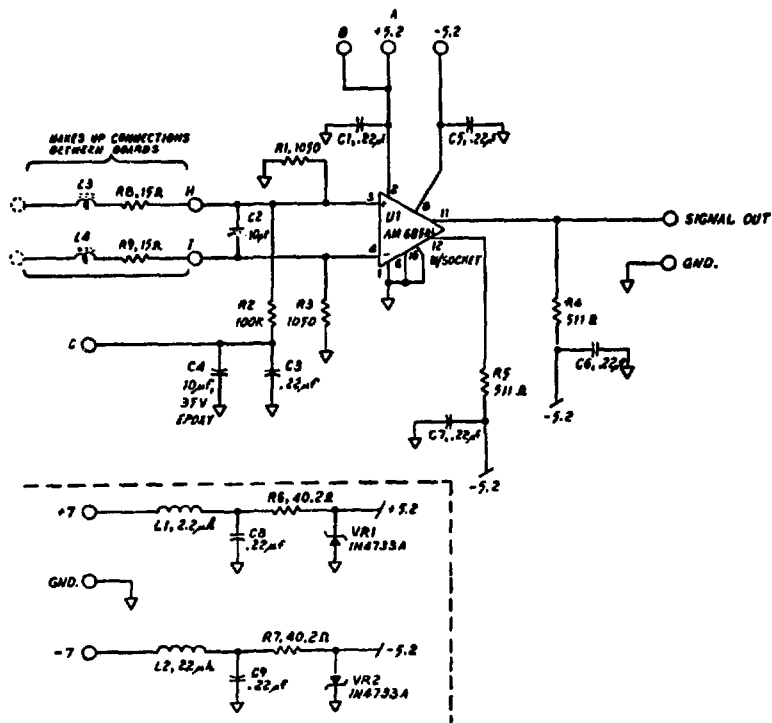 A
B
+5.2
-5.2
C1, .22µf
C5, .22µf
MAKES UP CONNECTIONS
BETWEEN BOARDS
R1, 1050
L3
R8, 15Ω
H
3
+
2
8
U1
AM 685HL
11
SIGNAL OUT
C2
10pf
L4
R9, 15Ω
I
4
-
1
6
10
12
W/SOCKET
GND.
R2
100K
R3
1050
R4
511Ω
C
C4
10µf,
35V
EPOXY
C3
.22µf
R5
511Ω
C6, .22µf
-5.2
C7, .22µf
-5.2
+7
L1, 2.2µh
R6, 40.2Ω
+5.2
C8
.22µf
VR1
1N4733A
GND.
-7
L2, 22µh
R7, 40.2Ω
-5.2
C9
.22µf
VR2
1N4733A